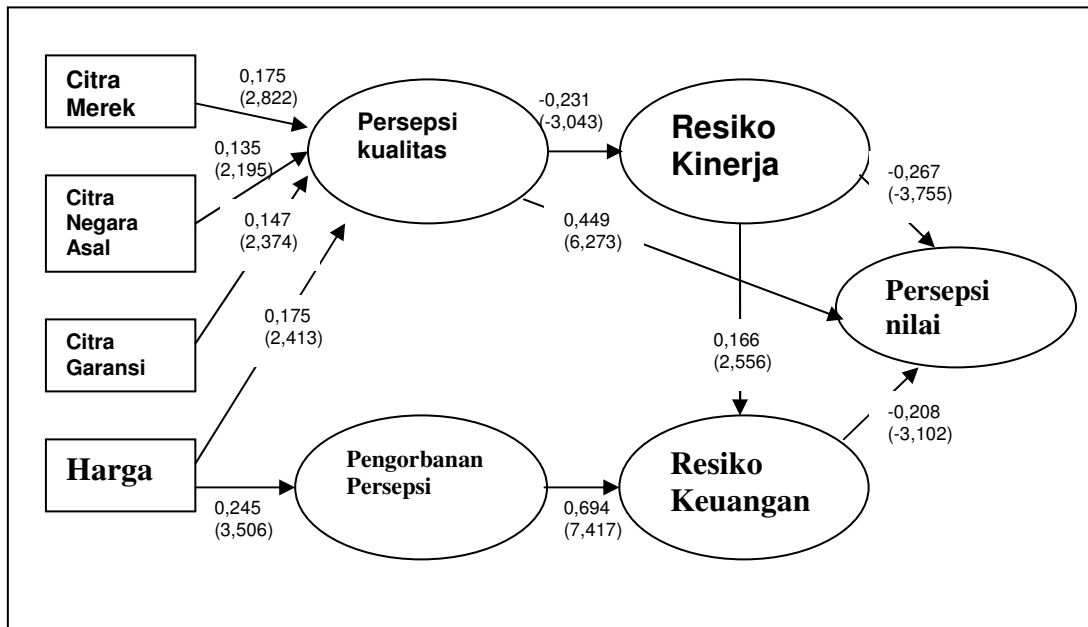 Citra
Merek
0,175
(2,822)
Persepsi
kualitas
-0,231
(-3,043)
Resiko
Kinerja
-0,267
(-3,755)
0,135
(2,195)
Citra
Negara
Asal
0,147
(2,374)
0,449
(6,273)
Persepsi
nilai
Citra
Garansi
0,175
(2,413)
0,166
(2,556)
-0,208
(-3,102)
Harga
0,245
(3,506)
Pengorbanan
Persepsi
0,694
(7,417)
Resiko
Keuangan